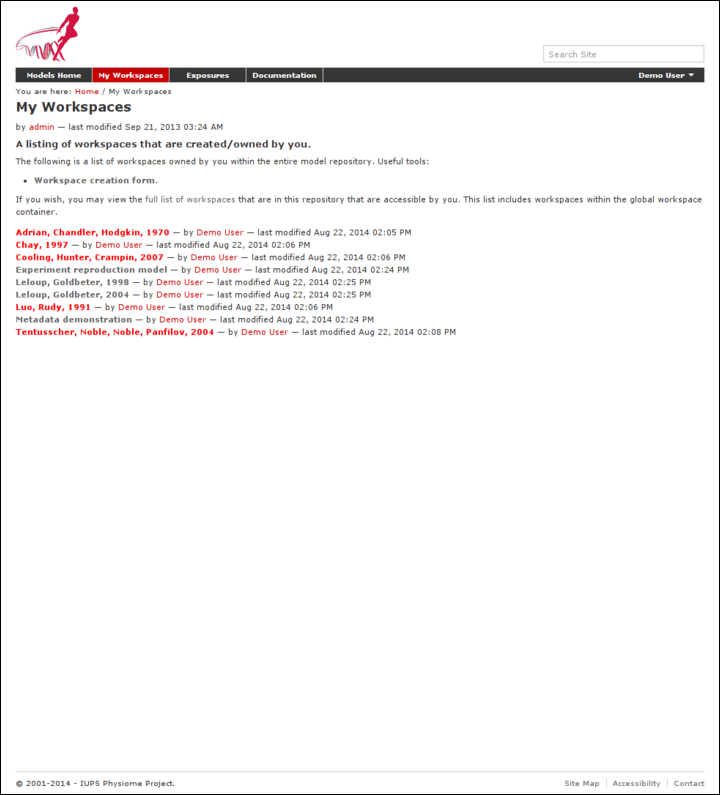 Search Site
Models Home My Workspaces Exposures Documentation Demo User
You are here: Home / My Workspaces
My Workspaces
by admin — last modified Sep 21, 2013 03:24 AM
A listing of workspaces that are created/owned by you.
The following is a list of workspaces owned by you within the entire model repository. Useful tools:
• Workspace creation form.
If you wish, you may view the full list of workspaces that are in this repository that are accessible by you. This list includes workspaces within the global workspace
container.
Adrian, Chandler, Hodgkin, 1970 — by Demo User — last modified Aug 22, 2014 02:05 PM
Chay, 1997 — by Demo User — last modified Aug 22, 2014 02:06 PM
Cooling, Hunter, Crampin, 2007 — by Demo User — last modified Aug 22, 2014 02:06 PM
Experiment reproduction model — by Demo User — last modified Aug 22, 2014 02:24 PM
Leloup, Goldbeter, 1998 — by Demo User — last modified Aug 22, 2014 02:25 PM
Leloup, Goldbeter, 2004 — by Demo User — last modified Aug 22, 2014 02:25 PM
Luo, Rudy, 1991 — by Demo User — last modified Aug 22, 2014 02:06 PM
Metadata demonstration — by Demo User — last modified Aug 22, 2014 02:24 PM
Tentusscher, Noble, Noble, Panfilov, 2004 — by Demo User — last modified Aug 22, 2014 02:08 PM
© 2001-2014 - IUPS Physiome Project. Site Map Accessibility Contact